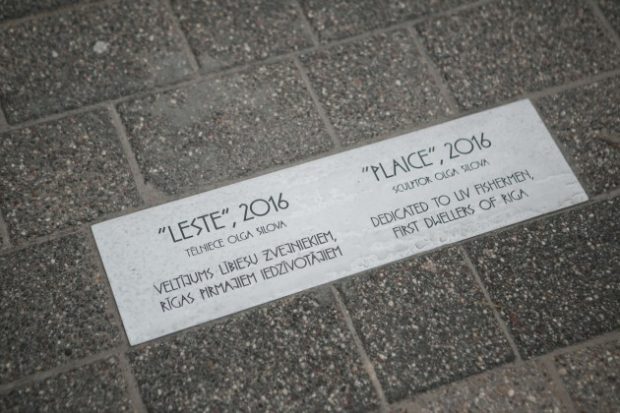 "LESTE", 2016
TĒLNIECE OLGA SILOVA
VELTĪJUMS LĪBIEŠU ZVEJNIEKIEM,
RĪGAS PIRMAJIEM IEDZĪVOTĀJIEM
"PLAICE", 2016
SCULPTOR OLGA SILOVA
DEDICATED TO LIV FISHERMEN,
FIRST DWELLERS OF RIGA